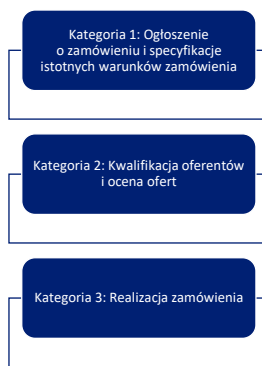 Kategoria 1: Ogłoszenie
o zamówieniu i specyfikacje
istotnych warunków zamówienia
Kategoria 2: Kwalifikacja oferentów
i ocena ofert
Kategoria 3: Realizacja zamówienia